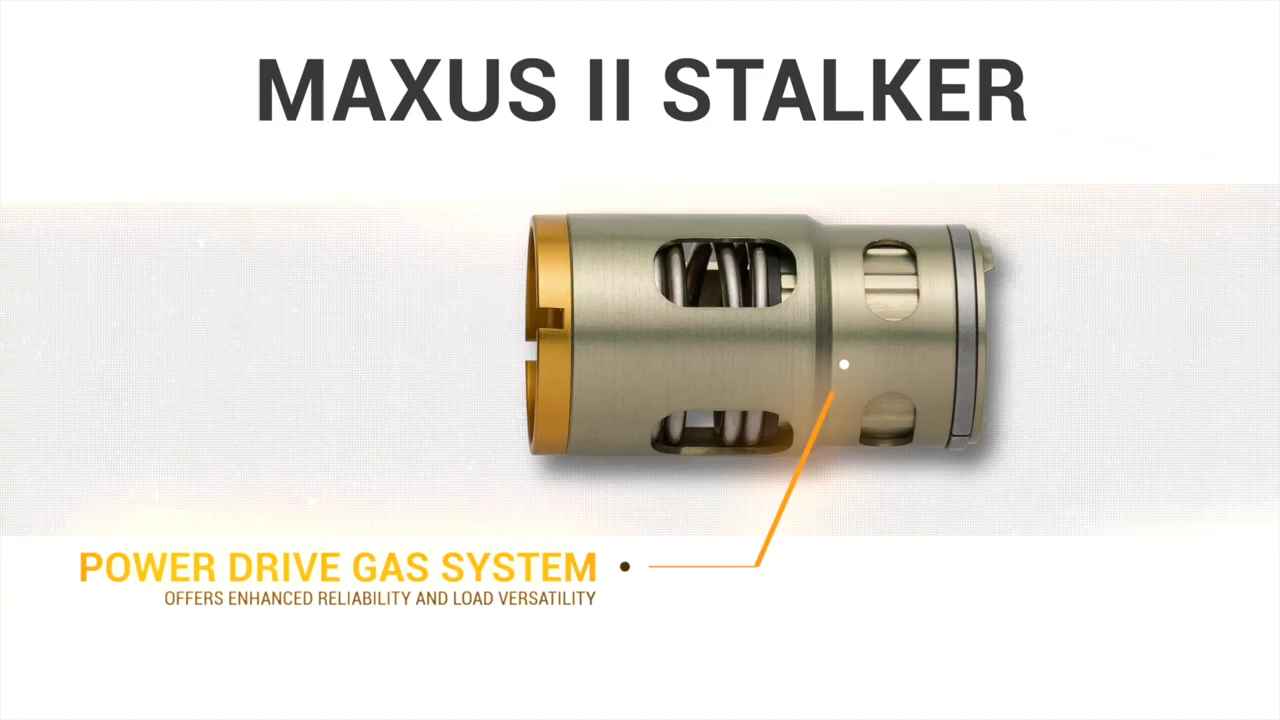 MAXUS II STALKER
POWER DRIVE GAS SYSTEM
OFFERS ENHANCED RELIABILITY AND LOAD VERSATILITY